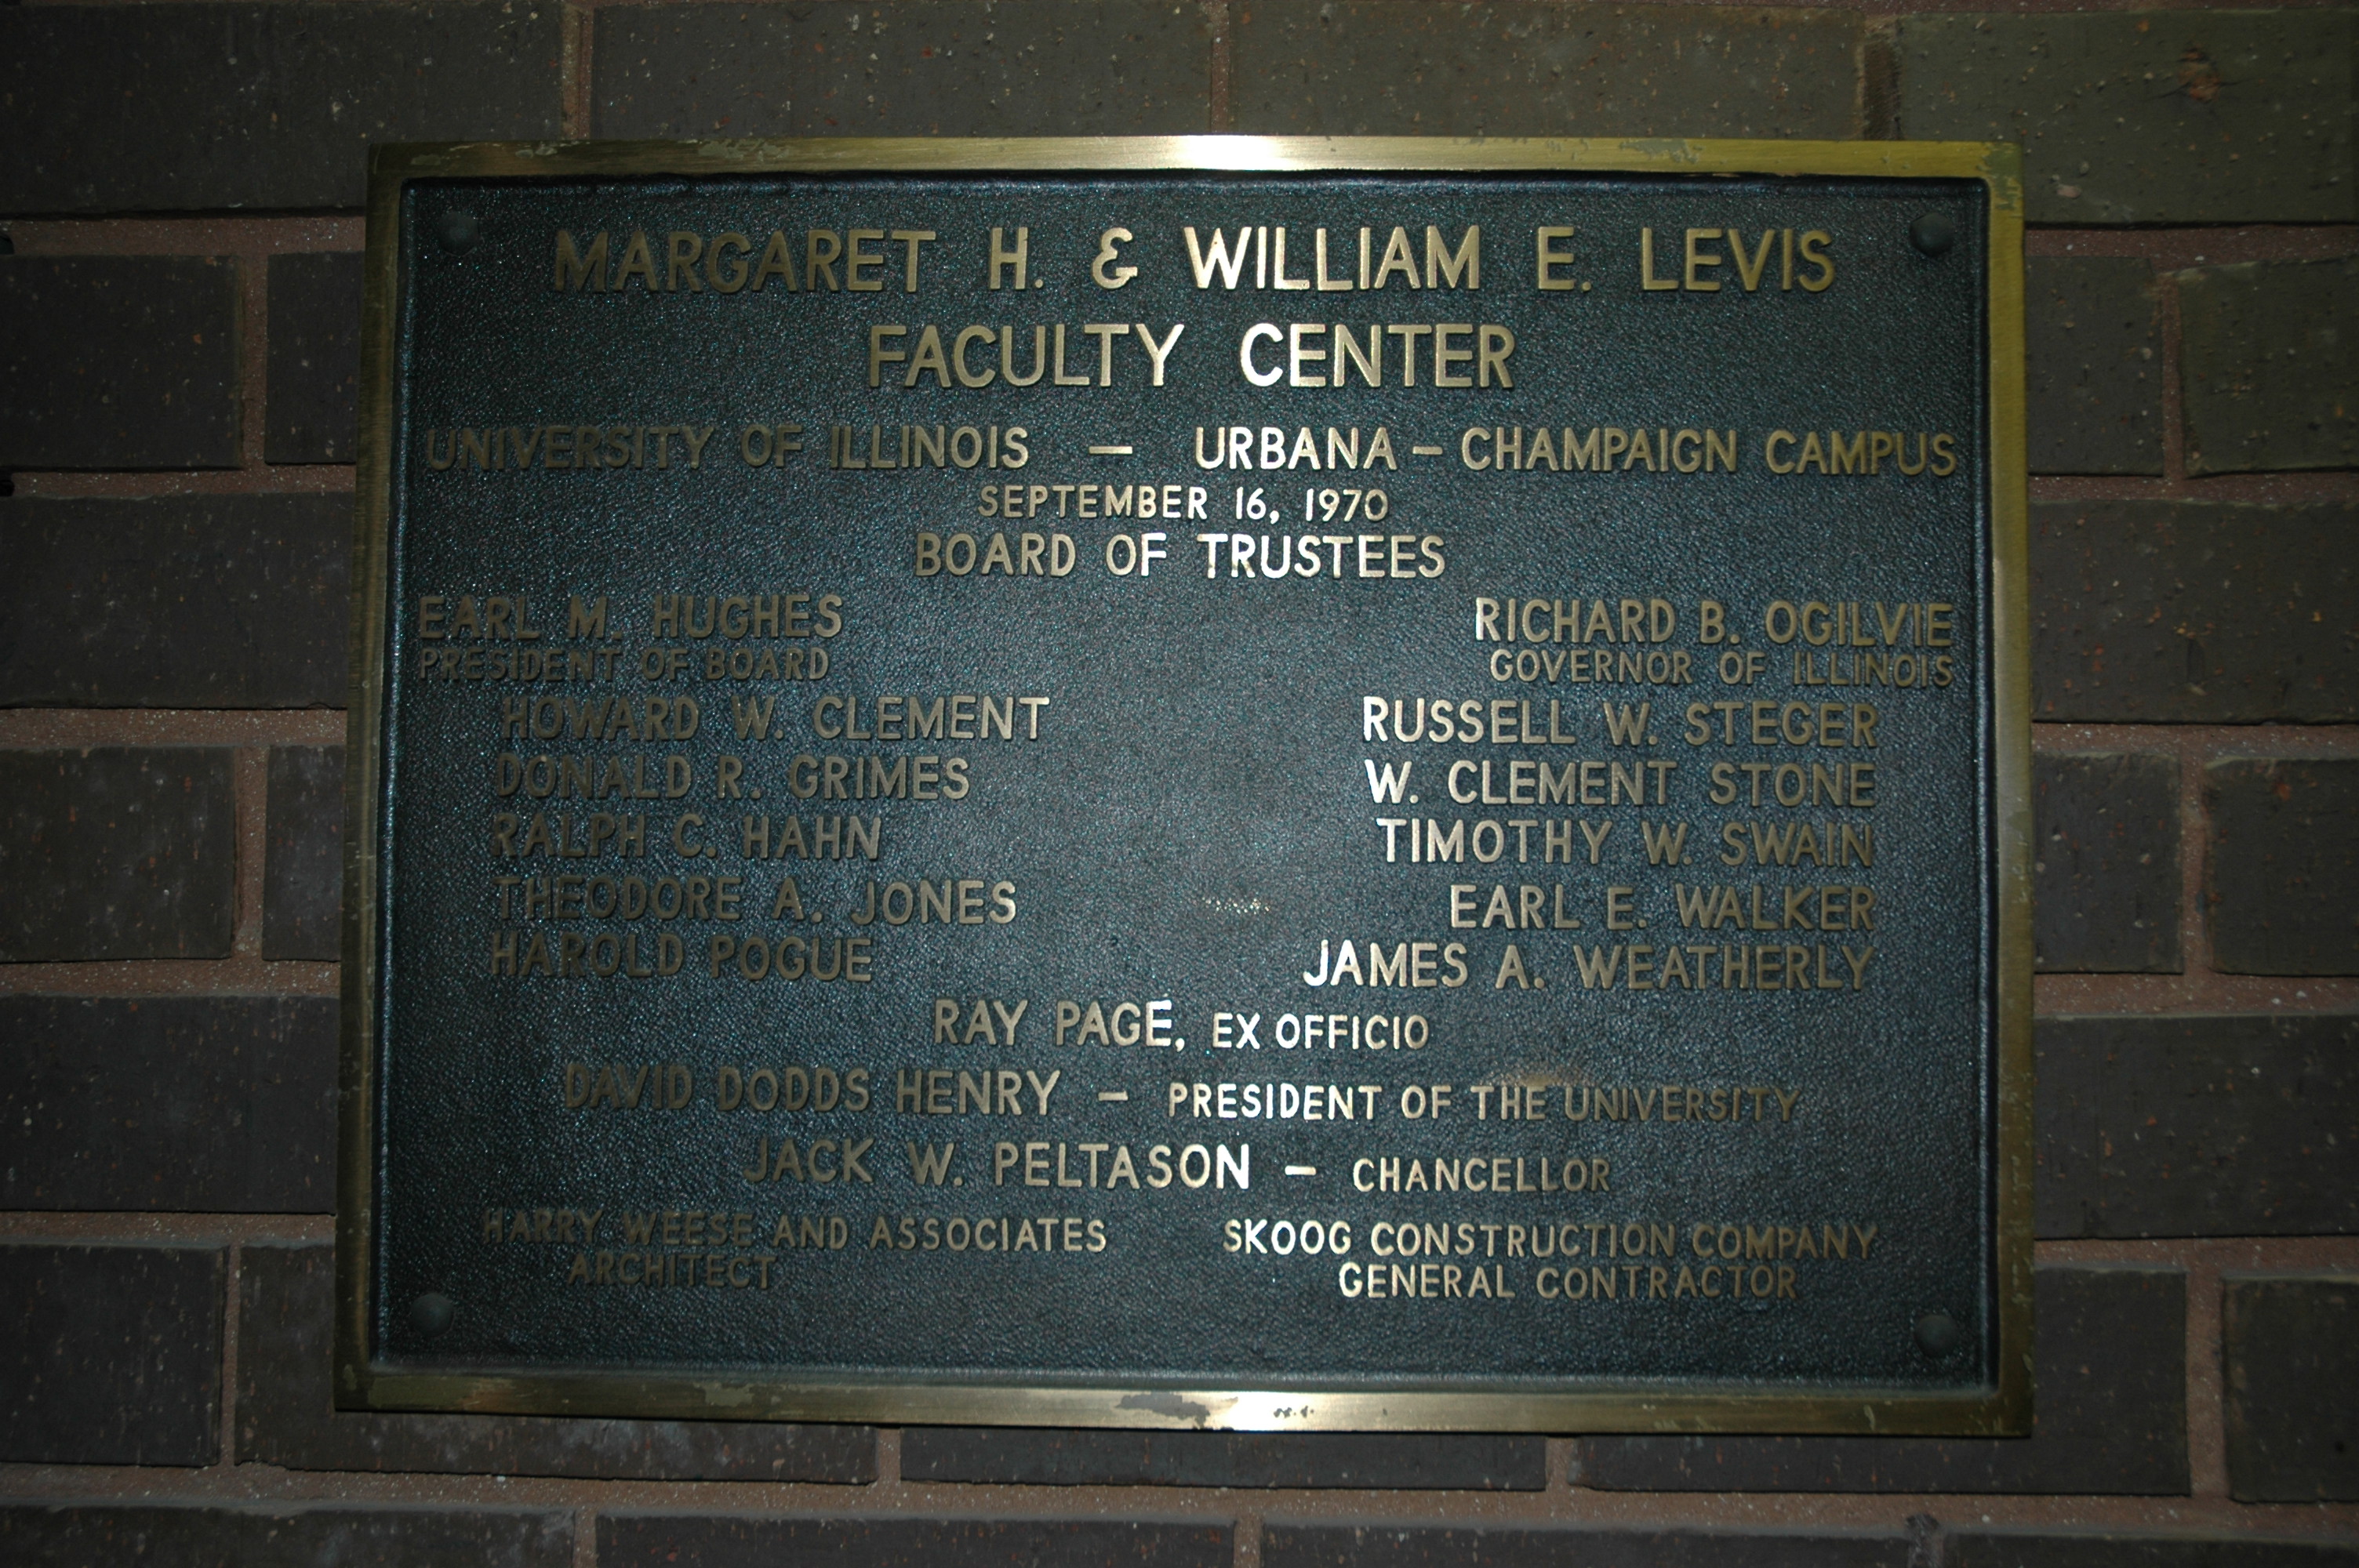 MARGARET H. & WILLIAM E. LEVIS
FACULTY CENTER
UNIVERSITY OF ILLINOIS — URBANA – CHAMPAIGN CAMPUS
SEPTEMBER 16, 1970
BOARD OF TRUSTEES
EARL M. HUGHES RICHARD B. OGILVIE
PRESIDENT OF BOARD GOVERNOR OF ILLINOIS
HOWARD W. CLEMENT RUSSELL W. STEGER
DONALD R. GRIMES W. CLEMENT STONE
RALPH C. HAHN TIMOTHY W. SWAIN
THEODORE A. JONES EARL E. WALKER
HAROLD POGUE JAMES A. WEATHERLY
RAY PAGE, EX OFFICIO
DAVID DODDS HENRY – PRESIDENT OF THE UNIVERSITY
JACK W. PELTASON – CHANCELLOR
HARRY WEESE AND ASSOCIATES SKOOG CONSTRUCTION COMPANY
ARCHITECT GENERAL CONTRACTOR